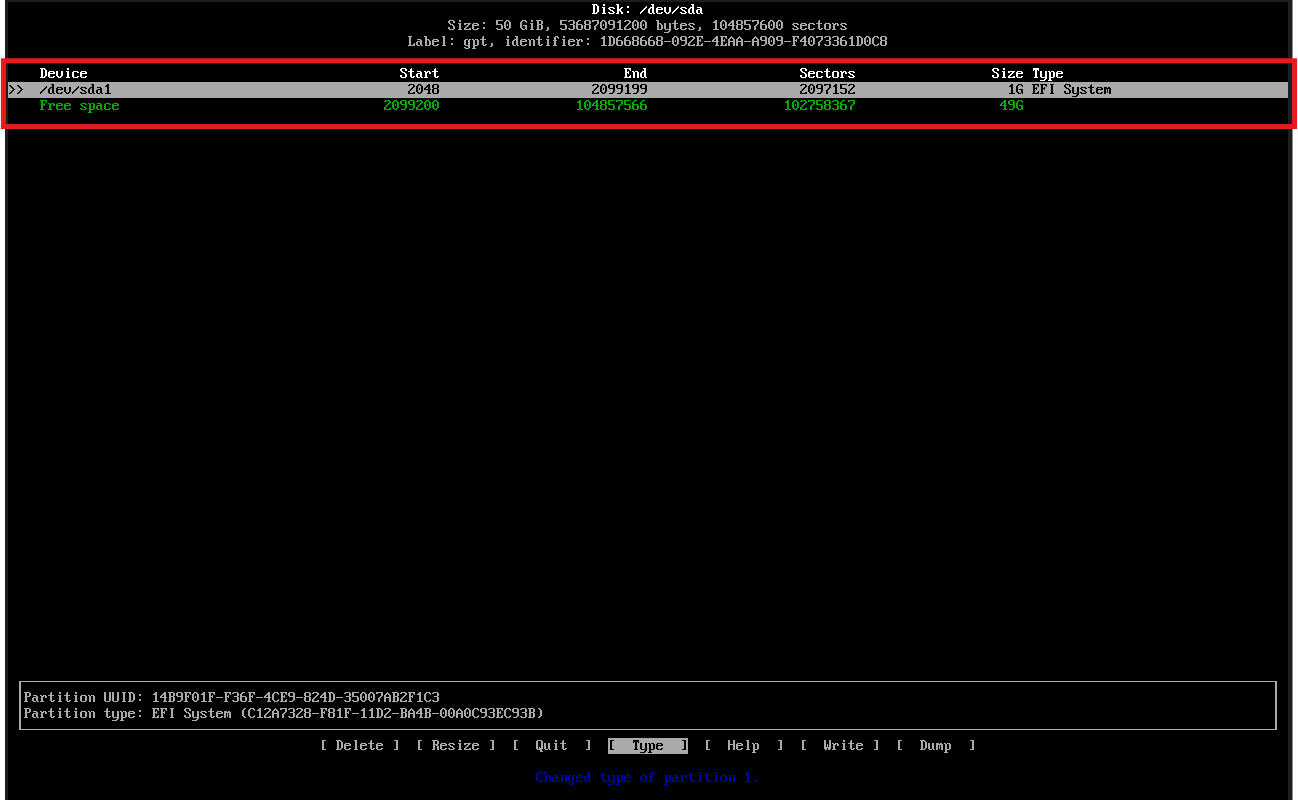 Disk: /dev/sda
Size: 50 GiB, 53687091200 bytes, 104857600 sectors
Label: gpt, identifier: 1D668668-092E-4EAA-A909-F4073361D0C8
Device Start End Sectors Size Type
>> /dev/sda1 2048 2099199 2097152 1G EFI System
Free space 2099200 104857566 102758367 49G
Partition UUID: 14B9F01F-F36F-4CE9-824D-35007AB2F1C3
Partition type: EFI System (C12A7328-F81F-11D2-BA4B-00A0C93EC93B)
[ Delete ] [ Resize ] [ Quit ] [ Type ] [ Help ] [ Write ] [ Dump ]
Changed type of partition 1.